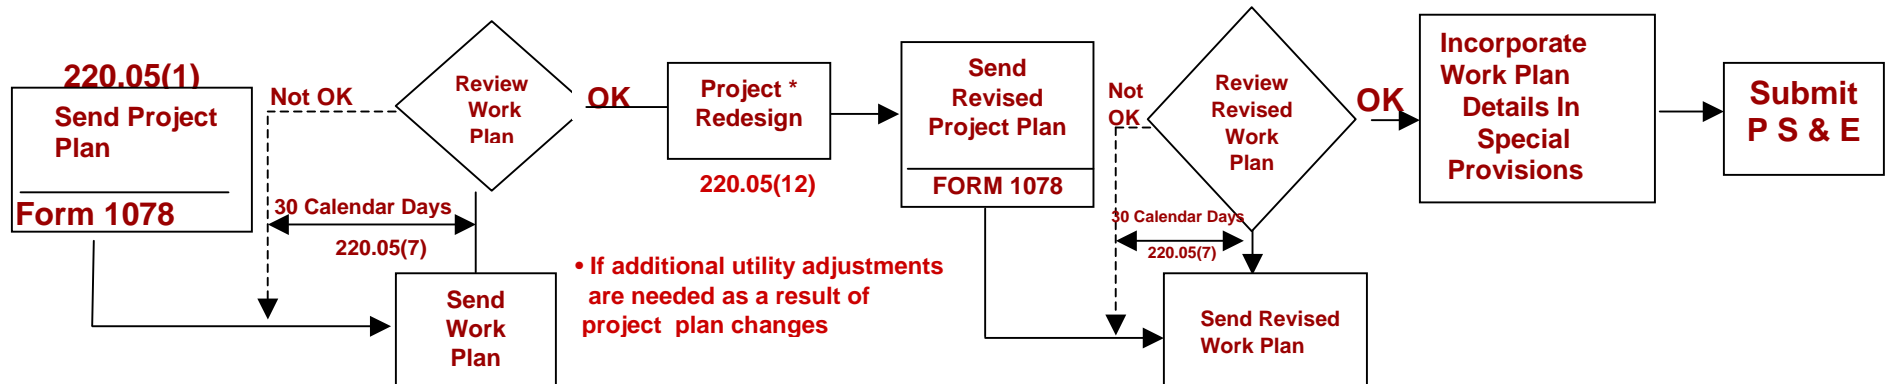 220.05(1)
Send Project
Plan
Form 1078
Not OK
30 Calendar Days
220.05(7)
Review
Work
Plan
OK
Send
Work
Plan
Project *
Redesign
220.05(12)
• If additional utility adjustments
are needed as a result of
project plan changes
Send
Revised
Project Plan
FORM 1078
Not
OK
30 Calendar Days
220.05(7)
Review
Revised
Work
Plan
OK
Send Revised
Work Plan
Incorporate
Work Plan
Details In
Special
Provisions
Submit
P S & E